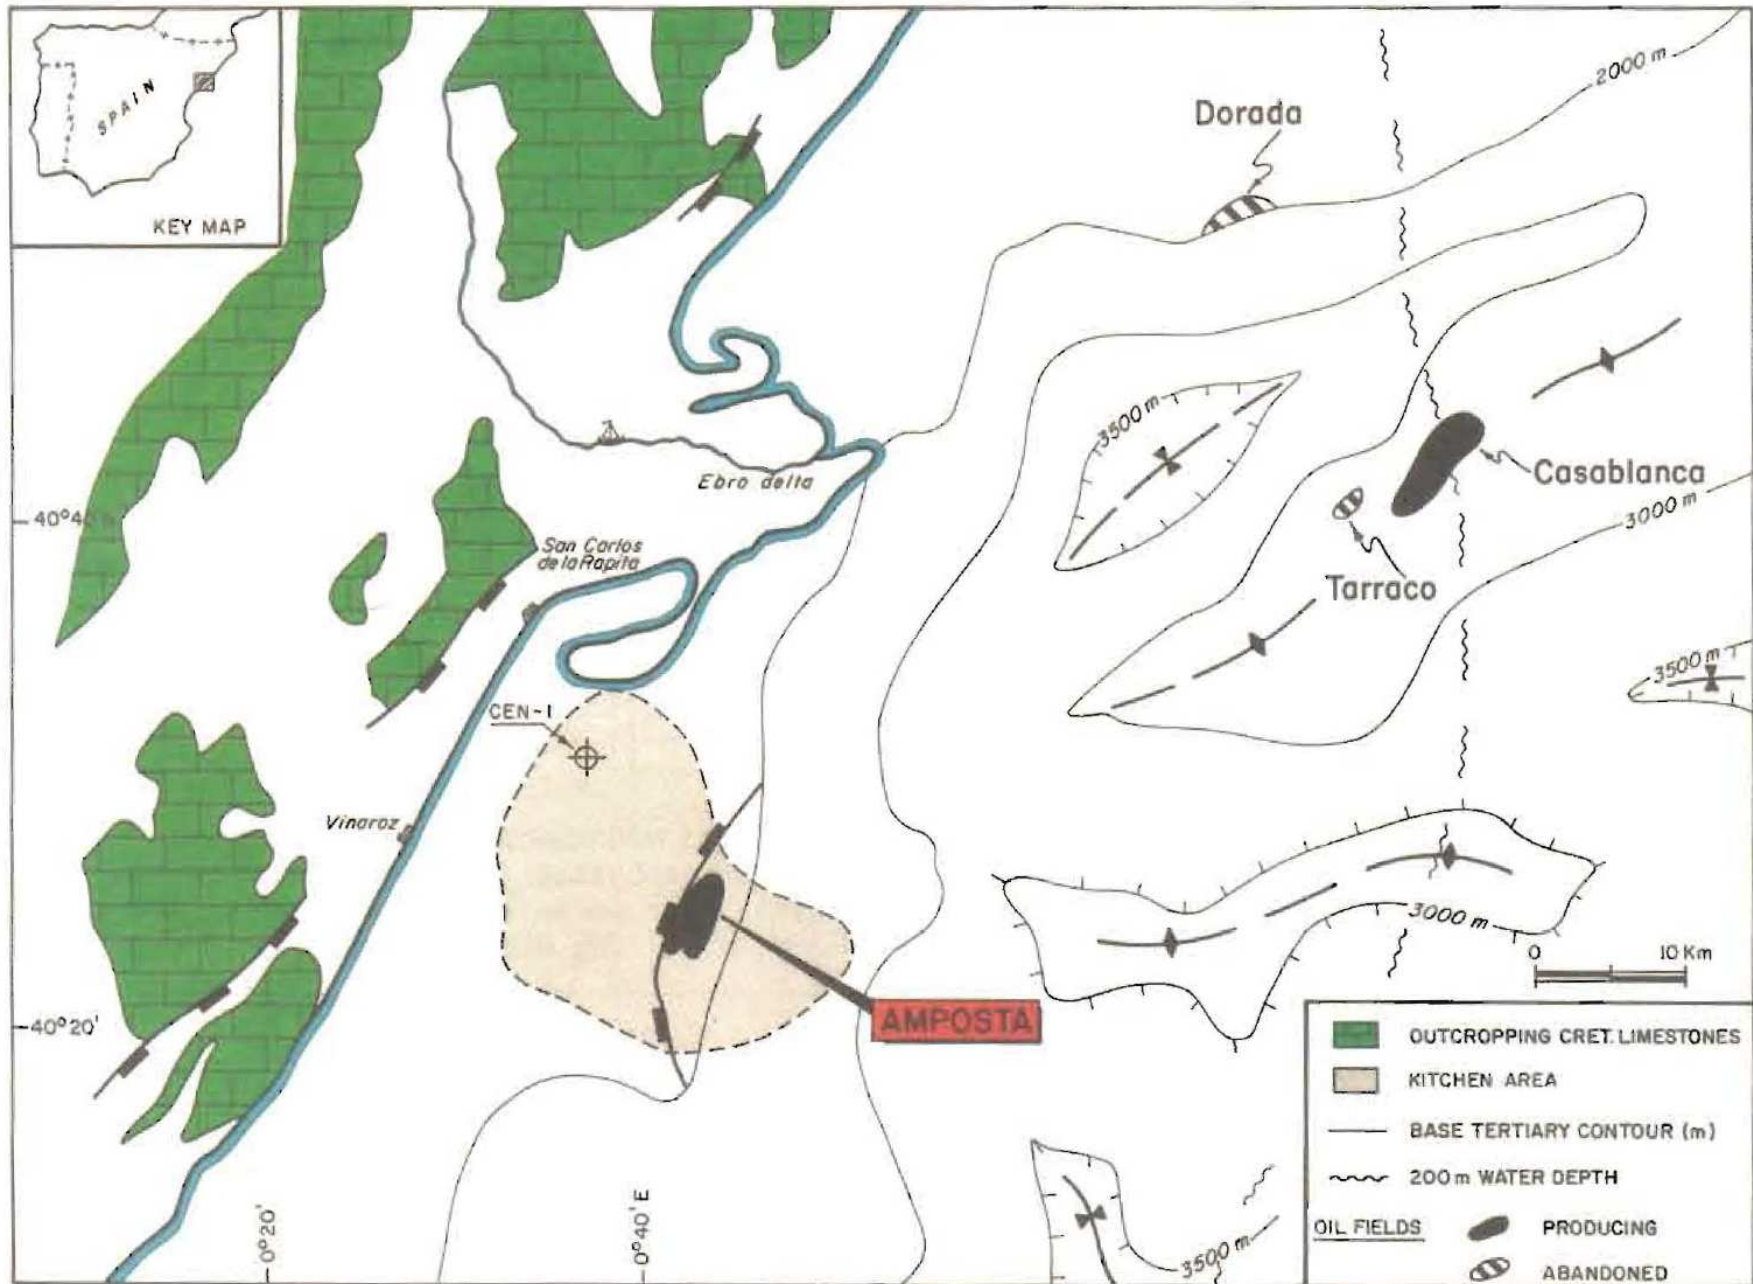 SPAIN
KEY MAP
2000 m
Dorada
3500 m
Casablanca
3000 m
Ebro delta
40°40'
San Carlos
de la Rapita
Tarraco
3500 m
CEN-1
Vinaroz
3000 m
0 10 Km
AMPOSTA
40°20'
OUTCROPPING CRET. LIMESTONES
KITCHEN AREA
BASE TERTIARY CONTOUR (m)
200m WATER DEPTH
OIL FIELDS
PRODUCING
ABANDONED
0°20'
0°40' E
3500 m